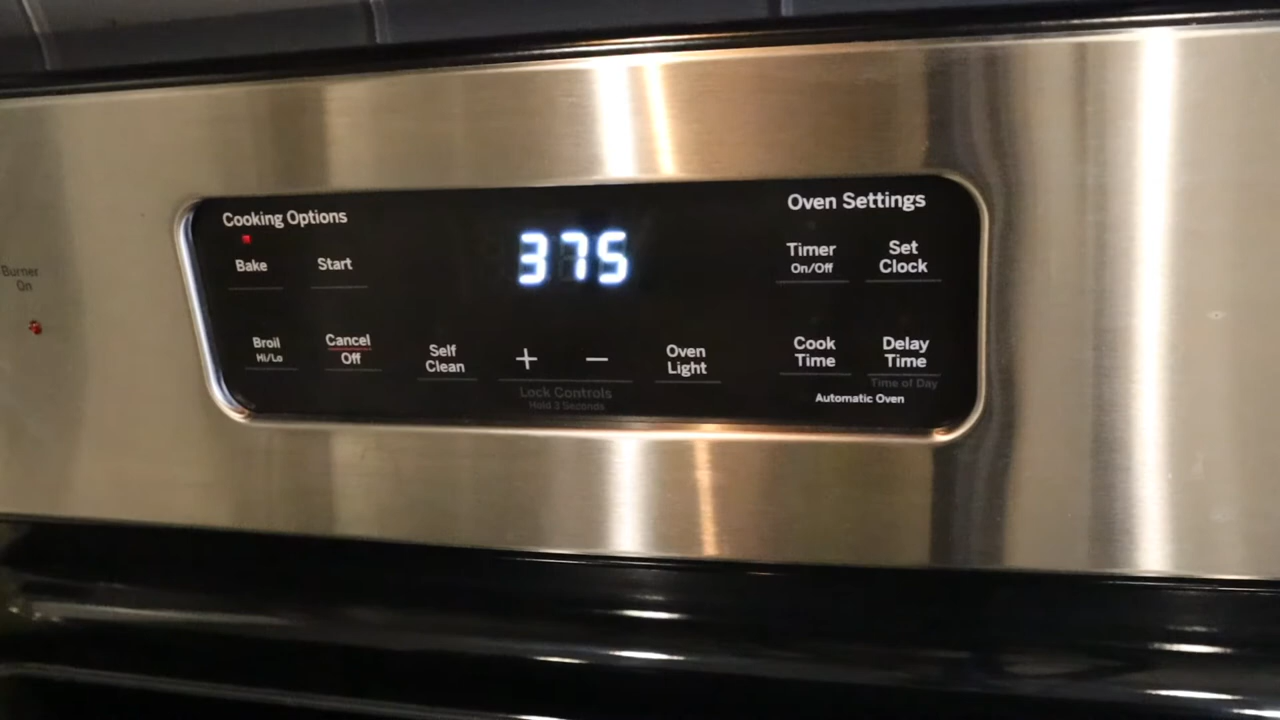 Cooking Options
Oven Settings
375
Bake
Start
Timer
On/Off
Set
Clock
Burner
On
Broil
Hi/Lo
Cancel
Off
Self
Clean
+
−
Oven
Light
Cook
Time
Delay
Time
Time of Day
Automatic Oven
Lock Controls
Hold 3 Seconds